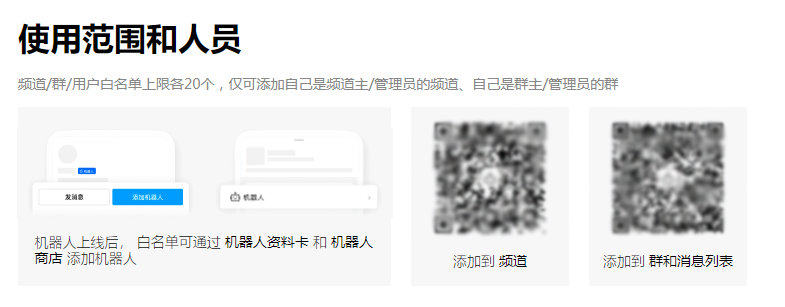 使用范围和人员
频道/群/用户白名单上限各20个，仅可添加自己是频道主/管理员的频道、自己是群主/管理员的群
发消息
添加机器人
机器人
机器人上线后， 白名单可通过 机器人资料卡 和 机器人
商店 添加机器人
添加到 频道
添加到 群和消息列表